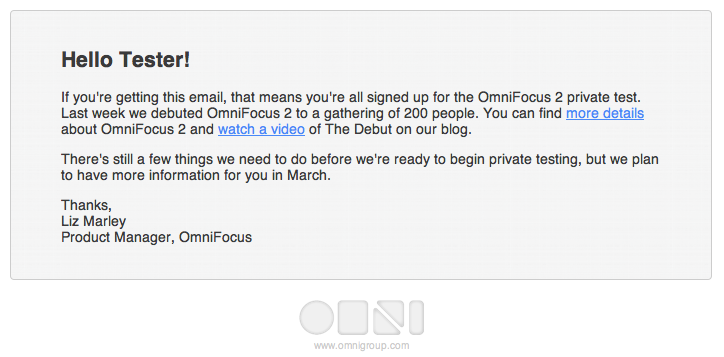 Hello Tester!
If you're getting this email, that means you're all signed up for the OmniFocus 2 private test.
Last week we debuted OmniFocus 2 to a gathering of 200 people. You can find more details
about OmniFocus 2 and watch a video of The Debut on our blog.
There's still a few things we need to do before we're ready to begin private testing, but we plan
to have more information for you in March.
Thanks,
Liz Marley
Product Manager, OmniFocus
OMNI
www.omnigroup.com